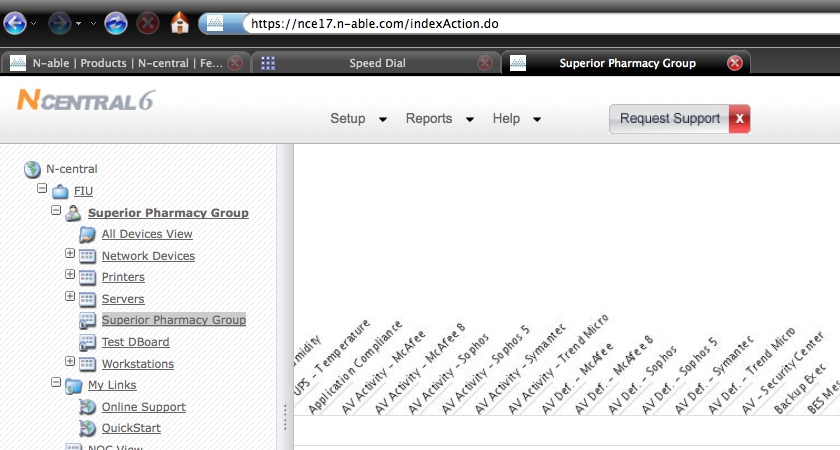 https://nce17.n-able.com/indexAction.do
N-able | Products | N-central | Fe...
Speed Dial
Superior Pharmacy Group
NCENTRAL 6
Setup
Reports
Help
Request Support X
N-central
FIU
Superior Pharmacy Group
All Devices View
Network Devices
Printers
Servers
Superior Pharmacy Group
Test DBoard
Workstations
My Links
Online Support
QuickStart
NOC View
UPS - Temperature
Application Compliance
AV Activity - McAfee
AV Activity - McAfee 8
AV Activity - Sophos
AV Activity - Sophos 5
AV Activity - Symantec
AV Activity - Trend Micro
AV Def. - McAfee
AV Def. - McAfee 8
AV Def. - Sophos
AV Def. - Sophos 5
AV Def. - Symantec
AV Def. - Trend Micro
AV - Security Center
Backup Exec
BES Mes